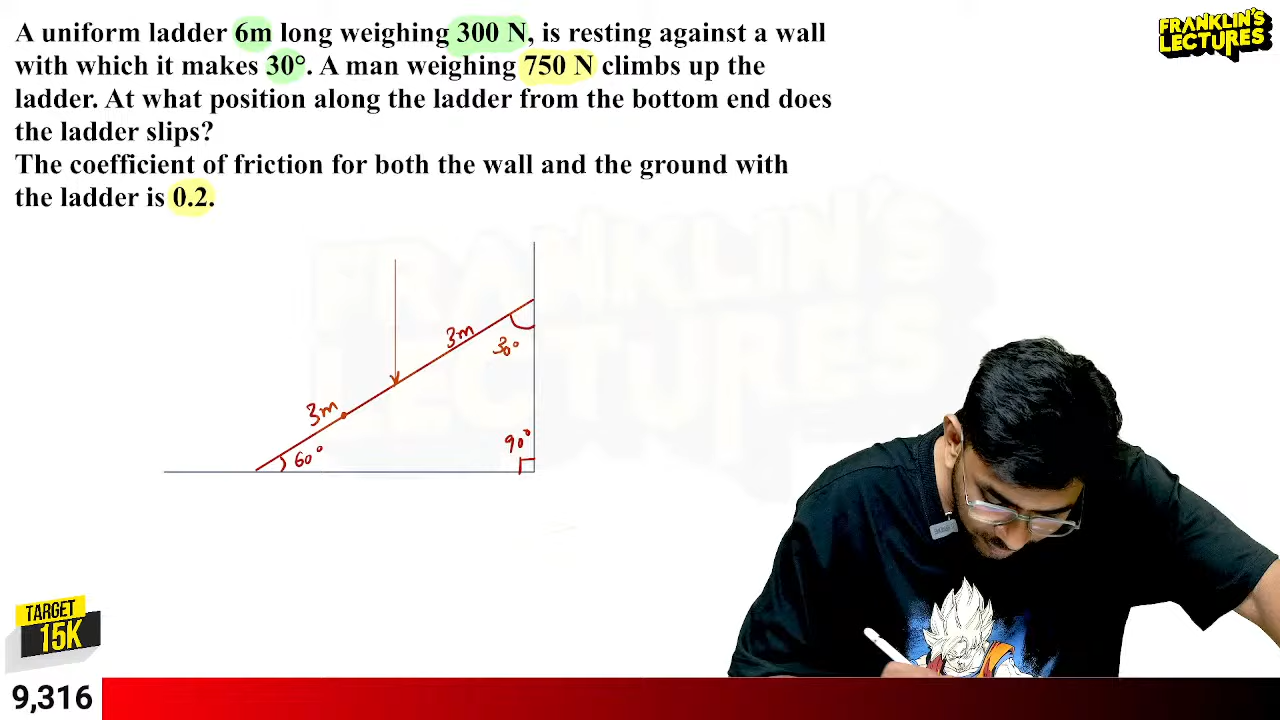 A uniform ladder 6m long weighing 300 N, is resting against a wall
with which it makes 30°. A man weighing 750 N climbs up the
ladder. At what position along the ladder from the bottom end does
the ladder slips?
The coefficient of friction for both the wall and the ground with
the ladder is 0.2.
FRANKLIN'S
LECTURES
FRANKLIN'S
LECTURES
3m
30°
3m
60°
90°
TARGET
15K
9,316